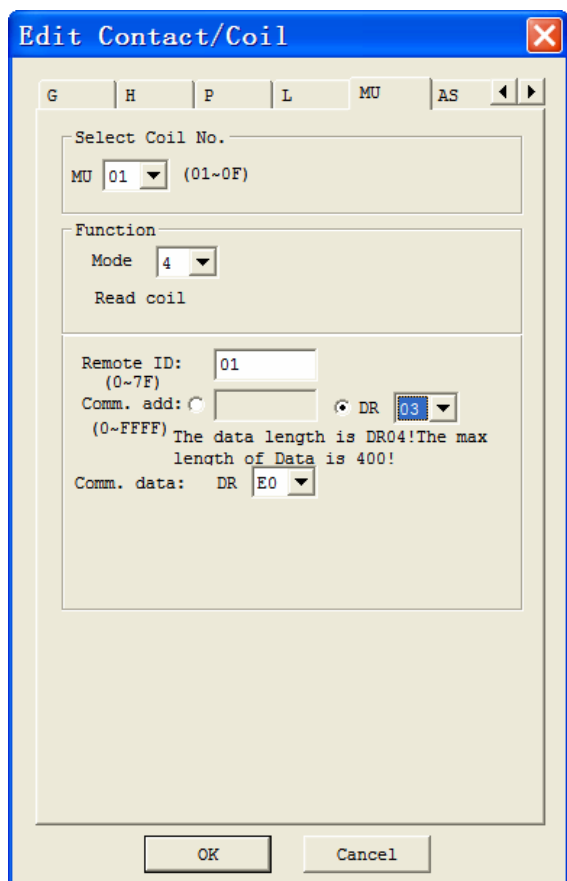 Edit Contact/Coil
G H P L MU AS
Select Coil No.
MU 01 (01~0F)
Function
Mode 4
Read coil
Remote ID: 01
(0~7F)
Comm. add: DR 03
(0~FFFF) The data length is DR04!The max
length of Data is 400!
Comm. data: DR E0
OK Cancel